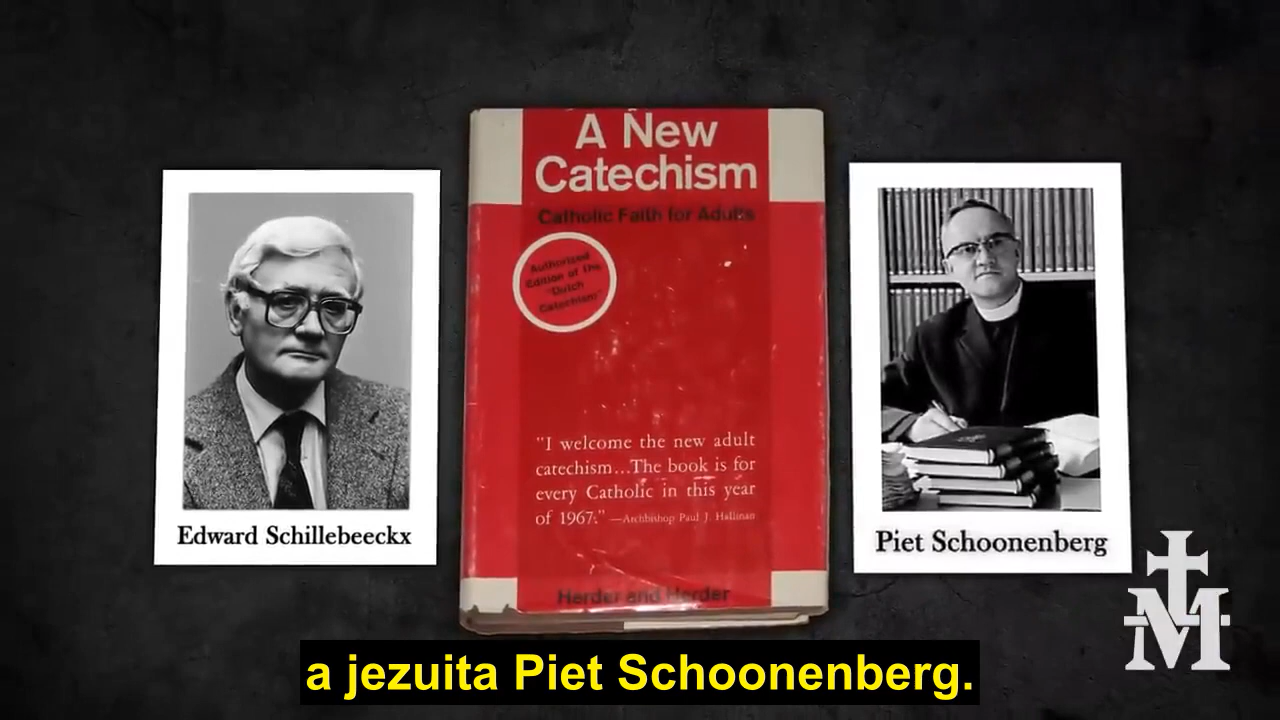 A New
Catechism
Catholic Faith for Adults
Authorized
Edition of the
"Dutch
Catechism"
"I welcome the new adult
catechism...The book is for
every Catholic in this year
of 1967." —Archbishop Paul J. Hallinan
Herder and Herder
Edward Schillebeeckx
Piet Schoonenberg
M
a jezuita Piet Schoonenberg.